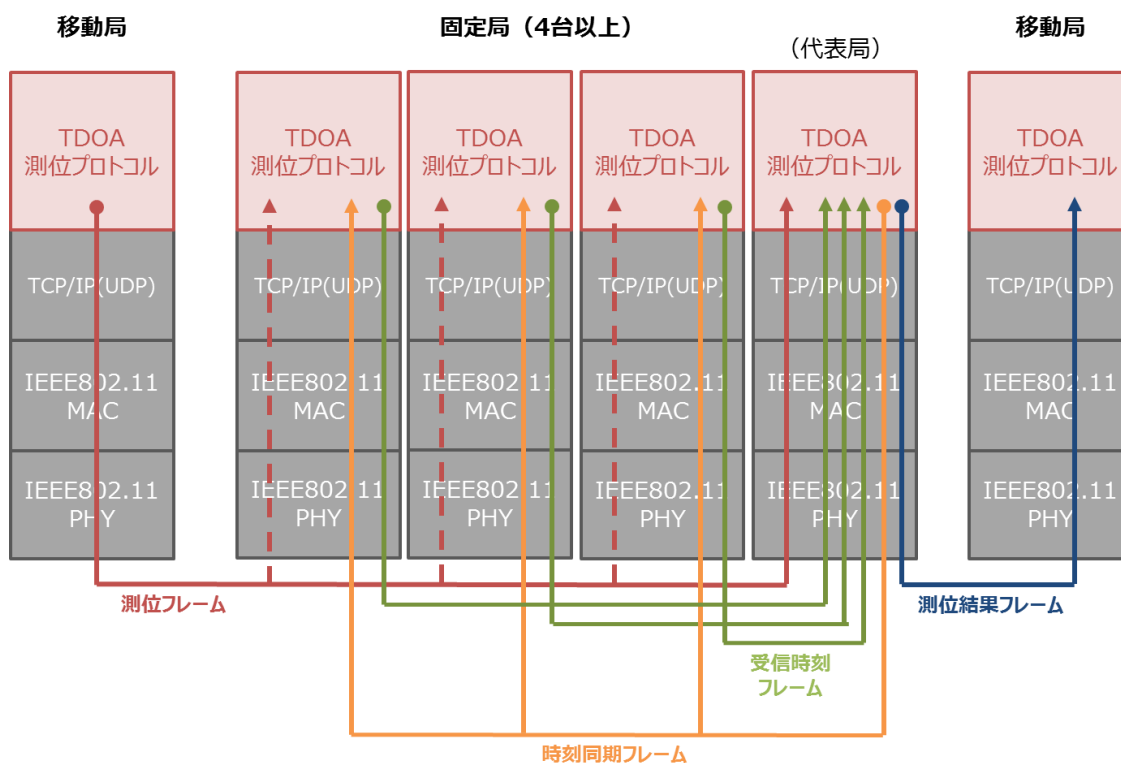 移動局
固定局（4台以上）
（代表局）
移動局
TDOA
測位プロトコル
TDOA
測位プロトコル
TDOA
測位プロトコル
TDOA
測位プロトコル
TDOA
測位プロトコル
TDOA
測位プロトコル
TCP/IP(UDP)
TCP/IP(UDP)
TCP/IP(UDP)
TCP/IP(UDP)
TCP/IP(UDP)
TCP/IP(UDP)
IEEE802.11
MAC
IEEE802.11
MAC
IEEE802.11
MAC
IEEE802.11
MAC
IEEE802.11
MAC
IEEE802.11
MAC
IEEE802.11
PHY
IEEE802.11
PHY
IEEE802.11
PHY
IEEE802.11
PHY
IEEE802.11
PHY
IEEE802.11
PHY
測位フレーム
測位結果フレーム
受信時刻
フレーム
時刻同期フレーム